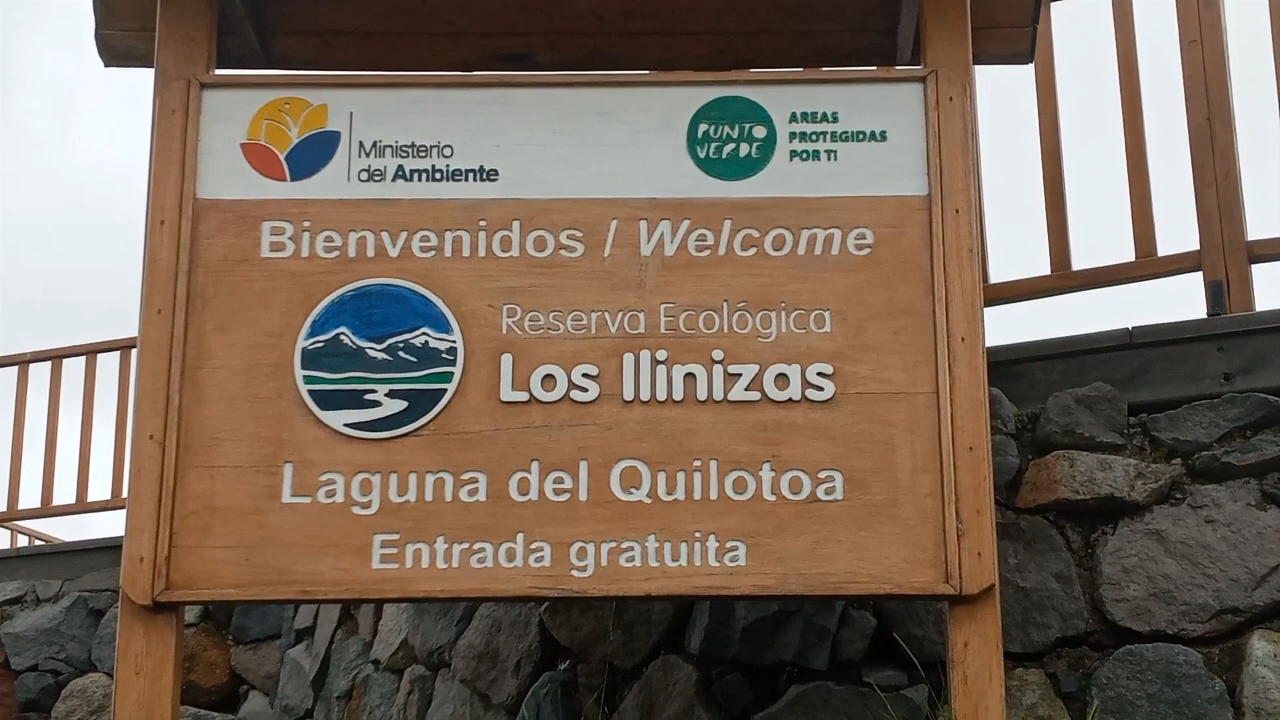 Ministerio
del Ambiente
PUNTO
VERDE
AREAS
PROTEGIDAS
POR TI
Bienvenidos / Welcome
Reserva Ecológica
Los Ilinizas
Laguna del Quilotoa
Entrada gratuita